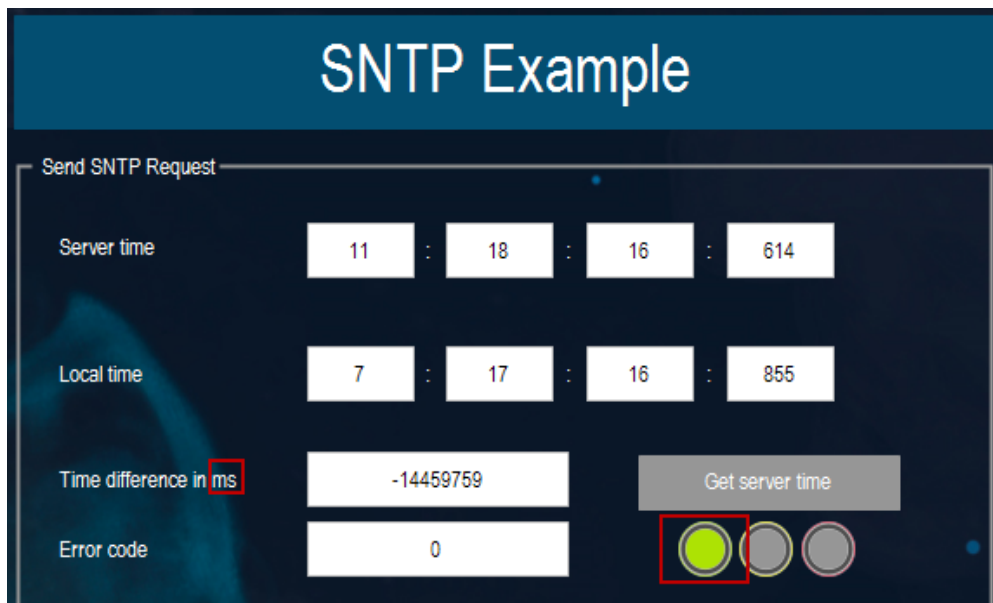 SNTP Example
Send SNTP Request
Server time 11 : 18 : 16 : 614
Local time 7 : 17 : 16 : 855
Time difference in ms -14459759 Get server time
Error code 0